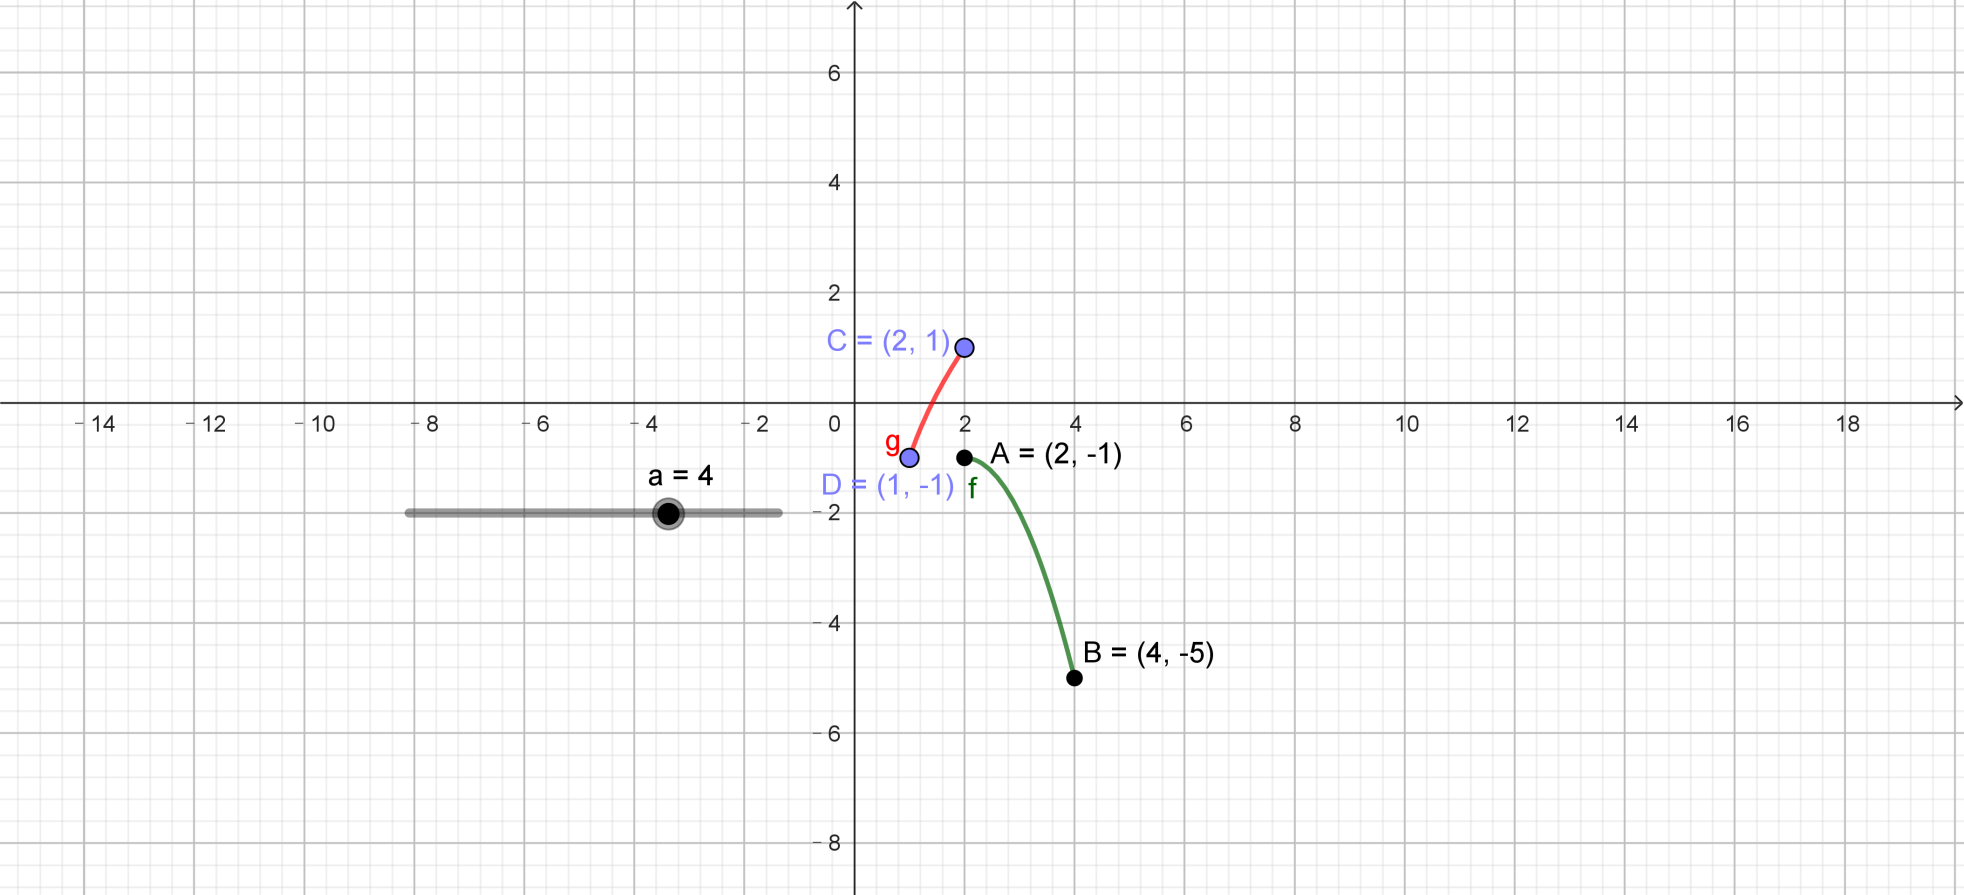 6
4
2
C = (2, 1)
− 14 − 12 − 10 − 8 − 6 − 4 − 2 0 2 4 6 8 10 12 14 16 18
g
A = (2, -1)
a = 4
D = (1, -1)
f
− 2
− 4
B = (4, -5)
− 6
− 8